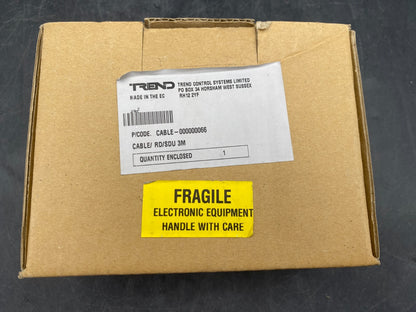 TREND
TREND CONTROL SYSTEMS LIMITED
PO BOX 34 HORSHAM WEST SUSSEX
RH12 2YF
MADE IN THE EC
P/CODE. CABLE-000000066
CABLE/ RD/SDU 3M
QUANTITY ENCLOSED 1
FRAGILE
ELECTRONIC EQUIPMENT
HANDLE WITH CARE